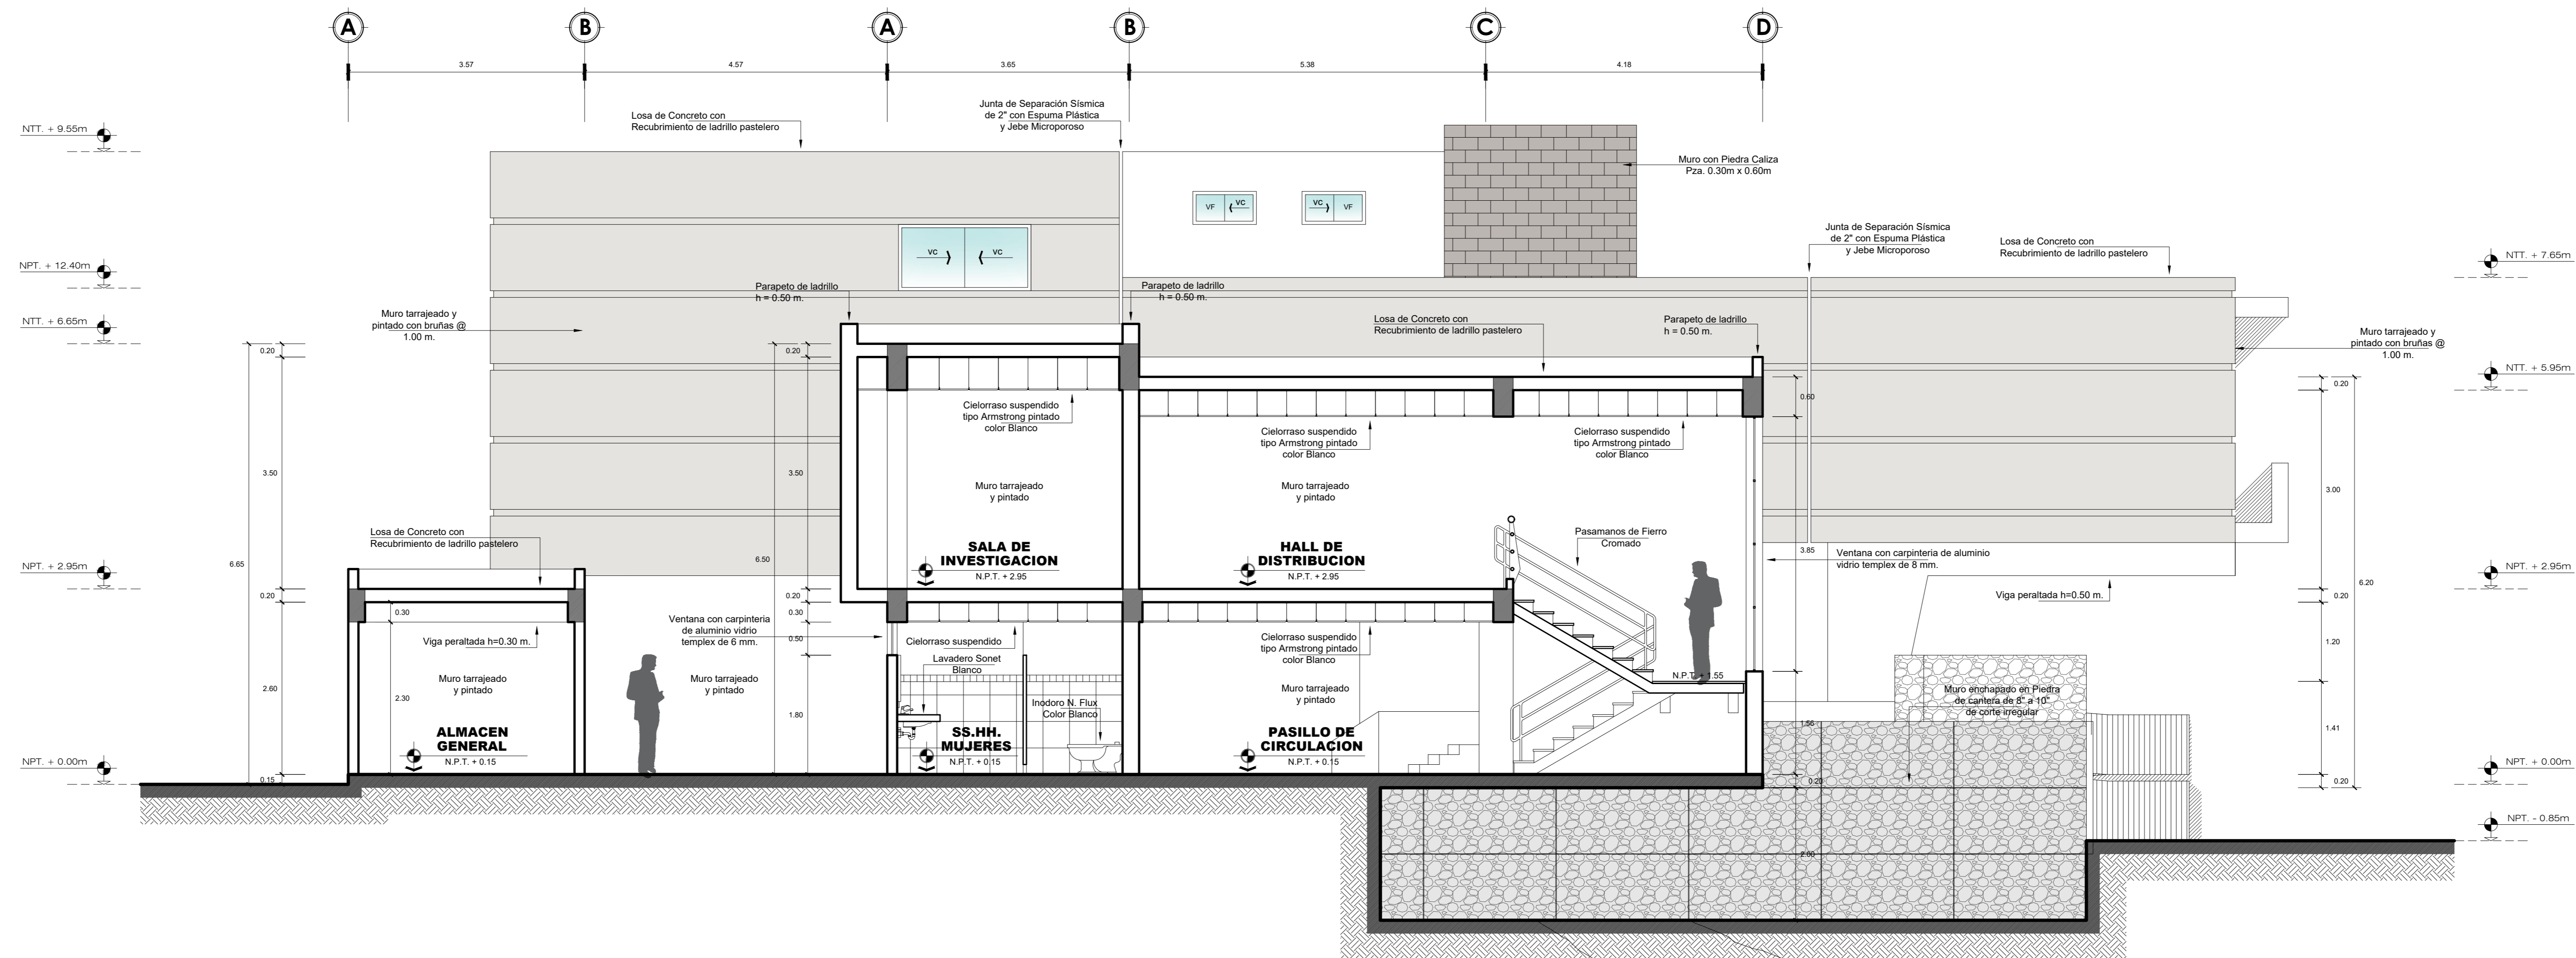 A
B
A
B
C
D
3.57
4.57
3.65
5.38
4.18
NTT. + 9.55m
NPT. + 12.40m
NTT. + 6.65m
NPT. + 2.95m
NPT. + 0.00m
Losa de Concreto con
Recubrimiento de ladrillo pastelero
Junta de Separación Sísmica
de 2" con Espuma Plástica
y Jebe Microporoso
Muro con Piedra Caliza
Pza. 0.30m x 0.60m
VF
VC
VC
VF
VC
VC
Junta de Separación Sísmica
de 2" con Espuma Plástica
y Jebe Microporoso
Losa de Concreto con
Recubrimiento de ladrillo pastelero
NTT. + 7.65m
NTT. + 5.95m
NPT. + 2.95m
NPT. + 0.00m
NPT. - 0.85m
Parapeto de ladrillo
h = 0.50 m.
Parapeto de ladrillo
h = 0.50 m.
Muro tarrajeado y
pintado con bruñas @
1.00 m.
Losa de Concreto con
Recubrimiento de ladrillo pastelero
Parapeto de ladrillo
h = 0.50 m.
Muro tarrajeado y
pintado con bruñas @
1.00 m.
0.20
3.50
6.65
0.20
2.60
0.15
0.30
2.30
0.20
3.50
6.50
0.20
0.30
0.50
1.80
Cielorraso suspendido
tipo Armstrong pintado
color Blanco
Cielorraso suspendido
tipo Armstrong pintado
color Blanco
Cielorraso suspendido
tipo Armstrong pintado
color Blanco
Muro tarrajeado
y pintado
Muro tarrajeado
y pintado
SALA DE
INVESTIGACION
N.P.T. + 2.95
HALL DE
DISTRIBUCION
N.P.T. + 2.95
Pasamanos de Fierro
Cromado
0.60
3.85
1.56
0.20
2.00
Ventana con carpinteria de aluminio
vidrio templex de 8 mm.
Viga peraltada h=0.50 m.
0.20
3.00
6.20
0.20
1.20
1.41
0.20
Losa de Concreto con
Recubrimiento de ladrillo pastelero
Viga peraltada h=0.30 m.
Muro tarrajeado
y pintado
ALMACEN
GENERAL
N.P.T. + 0.15
Ventana con carpinteria
de aluminio vidrio
templex de 6 mm.
Muro tarrajeado
y pintado
Cielorraso suspendido
Lavadero Sonet
Blanco
Inodoro N. Flux
Color Blanco
SS.HH.
MUJERES
N.P.T. + 0.15
Cielorraso suspendido
tipo Armstrong pintado
color Blanco
Muro tarrajeado
y pintado
PASILLO DE
CIRCULACION
N.P.T. + 0.15
N.P.T. + 1.55
Muro enchapado en Piedra
de cantera de 8" a 10"
de corte irregular